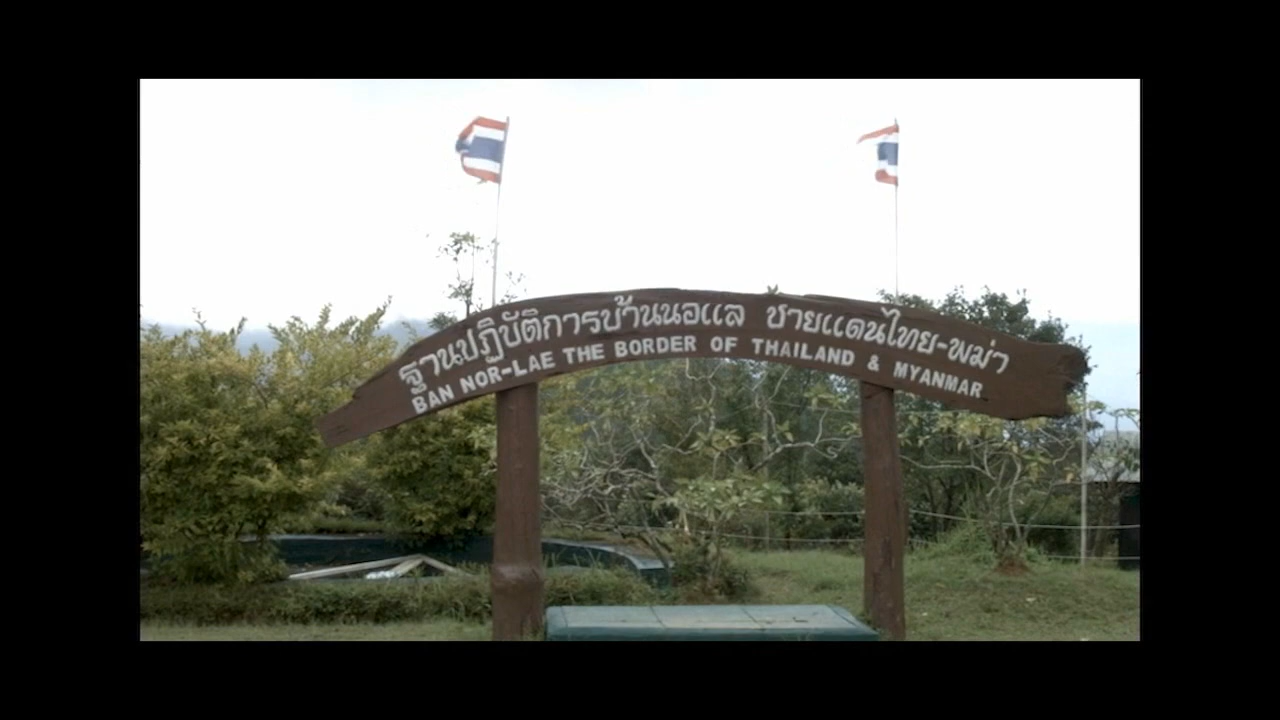 ฐานปฏิบัติการบ้านนอแล ชายแดนไทย-พม่า
BAN NOR-LAE THE BORDER OF THAILAND & MYANMAR